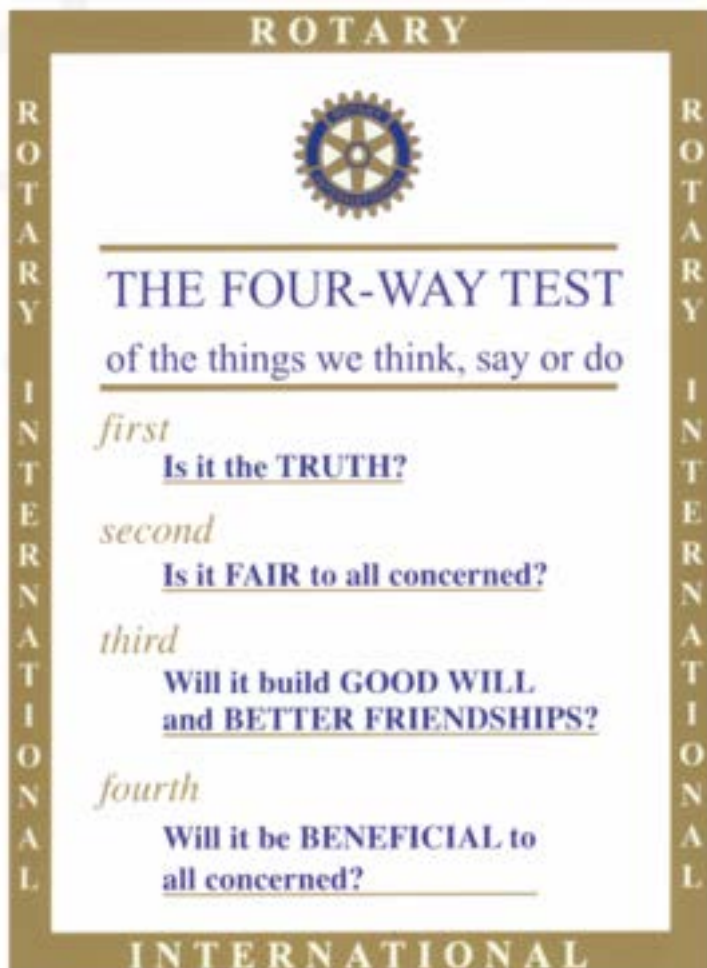 ROTARY
ROTARY INTERNATIONAL
ROTARY INTERNATIONAL
ROTARY
INTERNATIONAL
THE FOUR-WAY TEST
of the things we think, say or do
first
Is it the TRUTH?
second
Is it FAIR to all concerned?
third
Will it build GOOD WILL
and BETTER FRIENDSHIPS?
fourth
Will it be BENEFICIAL to
all concerned?
INTERNATIONAL